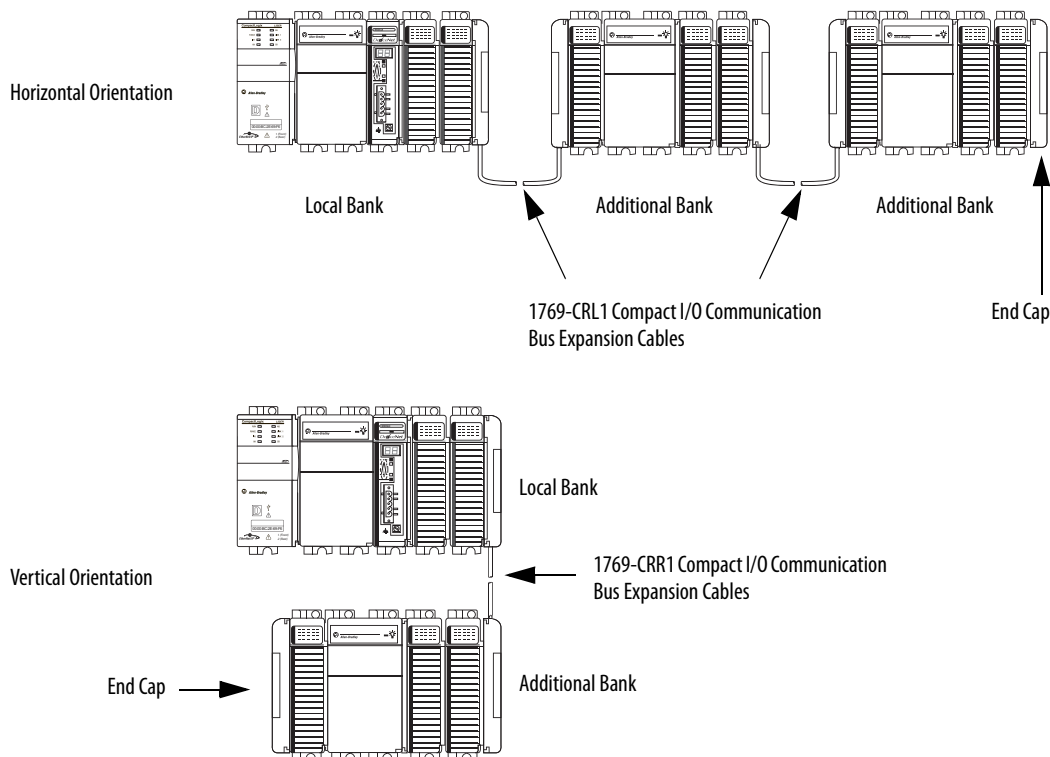 Horizontal Orientation
Local Bank
Additional Bank
Additional Bank
1769-CRL1 Compact I/O Communication
Bus Expansion Cables
End Cap
Local Bank
Vertical Orientation
1769-CRR1 Compact I/O Communication
Bus Expansion Cables
End Cap
Additional Bank